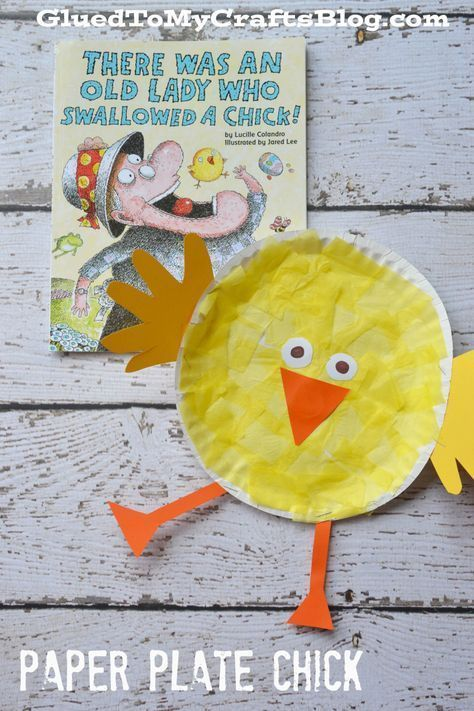 GluedToMyCraftsBlog.com
THERE WAS AN
OLD LADY WHO
SWALLOWED A CHICK!
by Lucille Colandro
Illustrated by Jared Lee
PAPER PLATE CHICK